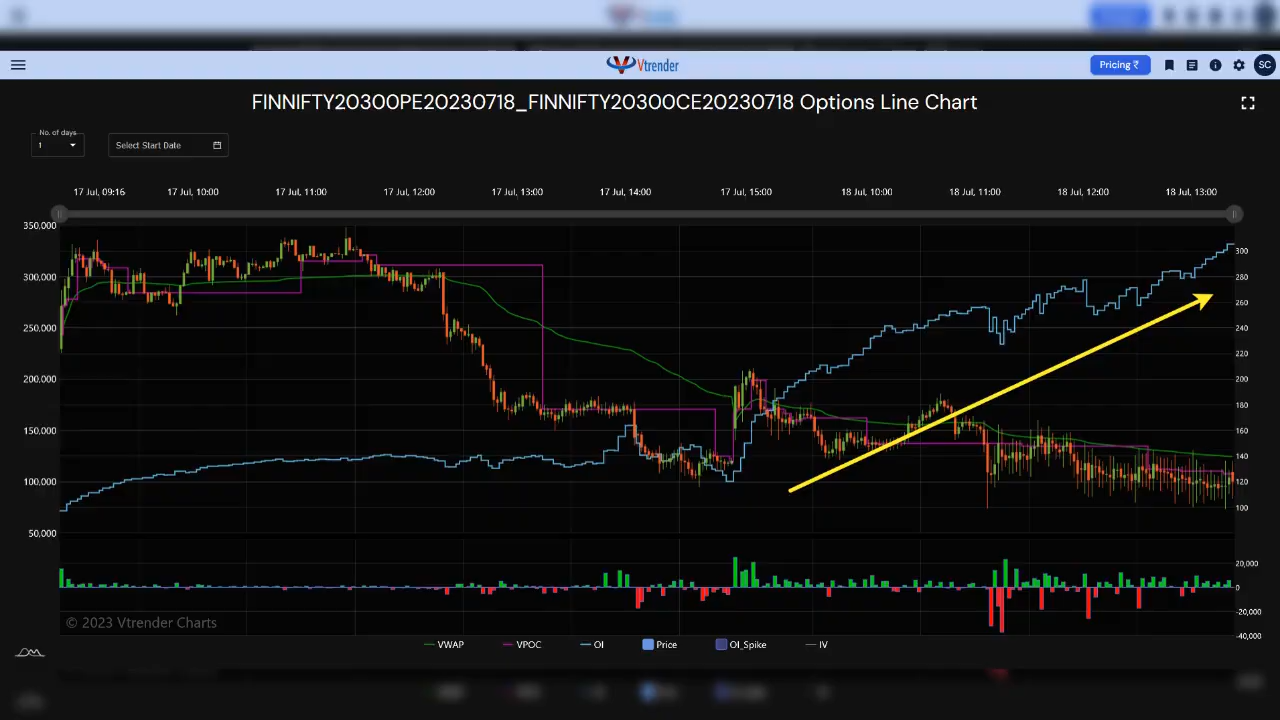 Vtrender
Pricing ₹
SC
FINNIFTY20300PE20230718_FINNIFTY20300CE20230718 Options Line Chart
No. of days
1
Select Start Date
17 Jul, 09:16 17 Jul, 10:00 17 Jul, 11:00 17 Jul, 12:00 17 Jul, 13:00 17 Jul, 14:00 17 Jul, 15:00 18 Jul, 10:00 18 Jul, 11:00 18 Jul, 12:00 18 Jul, 13:00
350,000
300
300,000
280
260
250,000
240
220
200,000
200
180
150,000
160
140
100,000
120
100
50,000
20,000
0
-20,000
© 2023 Vtrender Charts
-40,000
VWAP VPOC OI Price OI_Spike IV